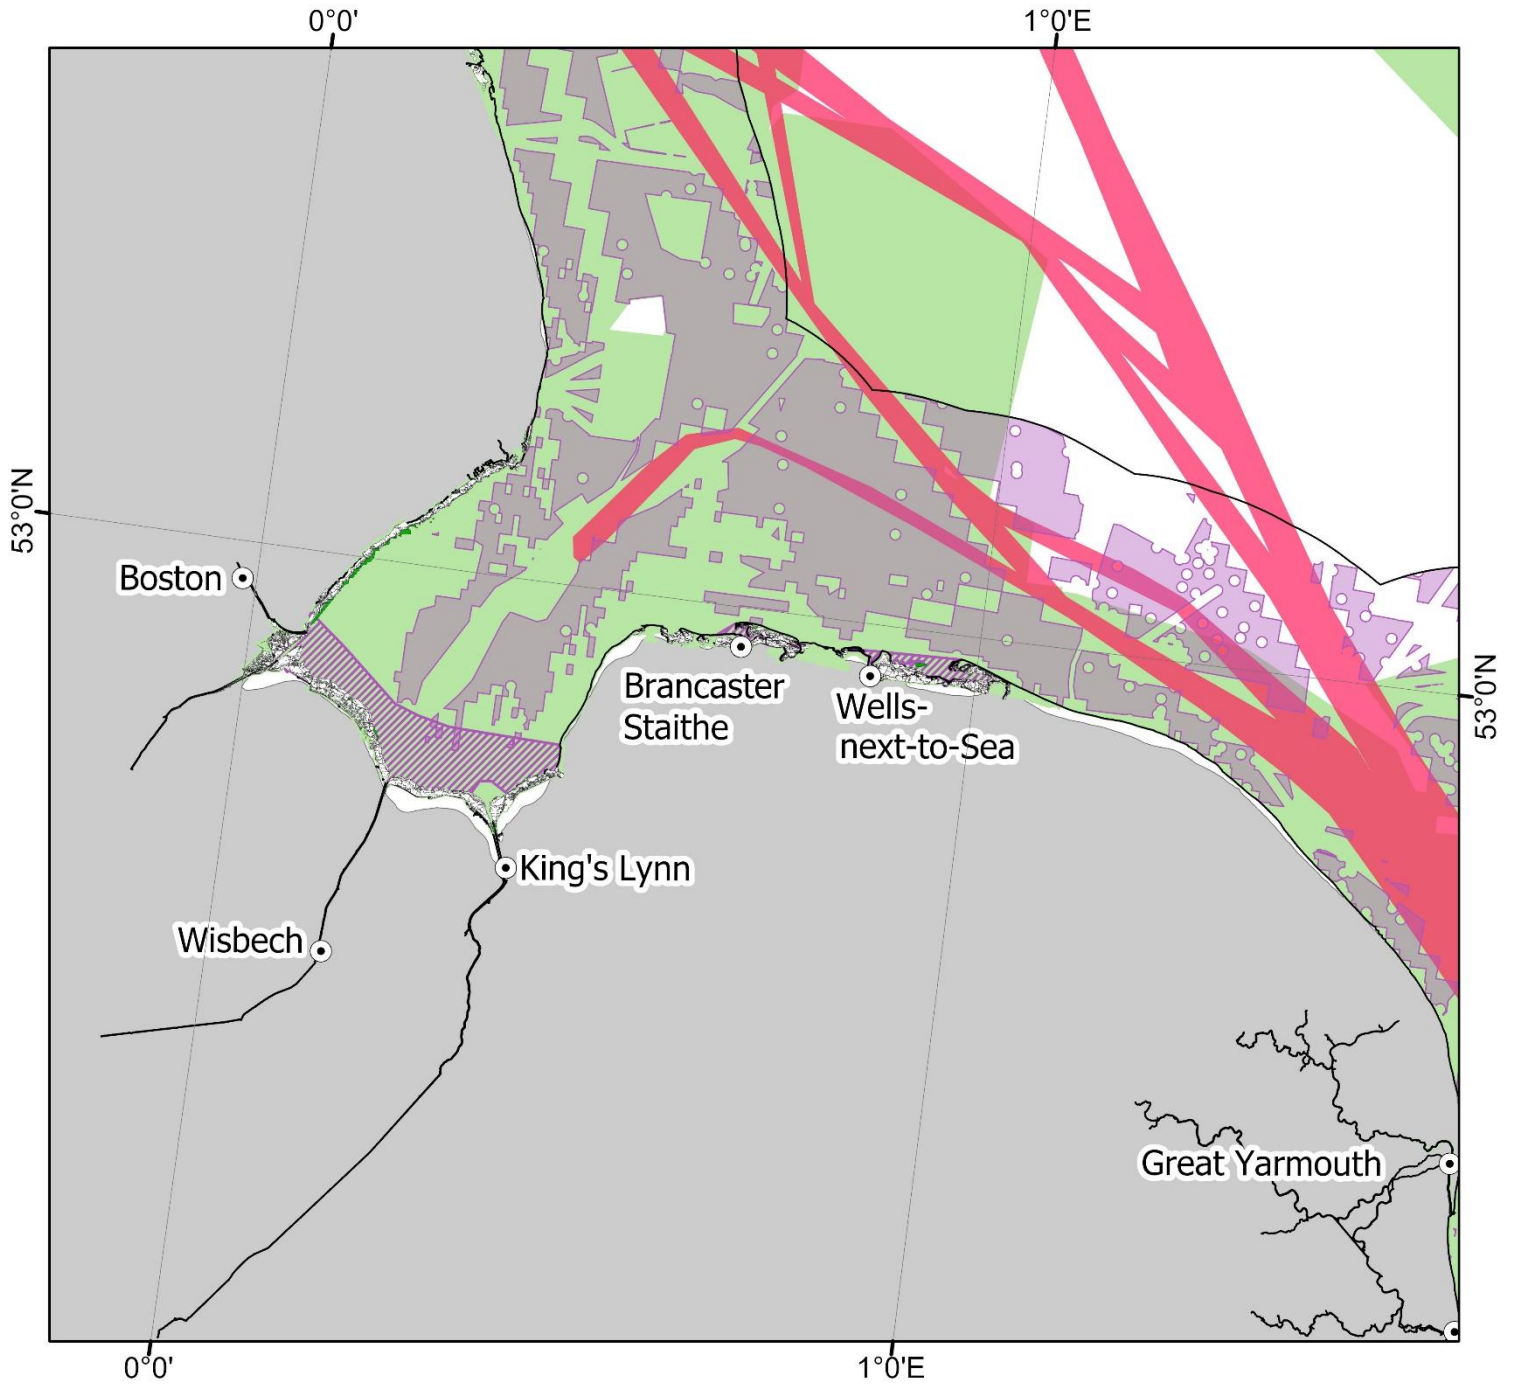 0°0'
1°0'E
53°0'N
Boston
Brancaster
Staithe
Wells-
next-to-Sea
53°0'N
King's Lynn
Wisbech
Great Yarmouth
0°0'
1°0'E